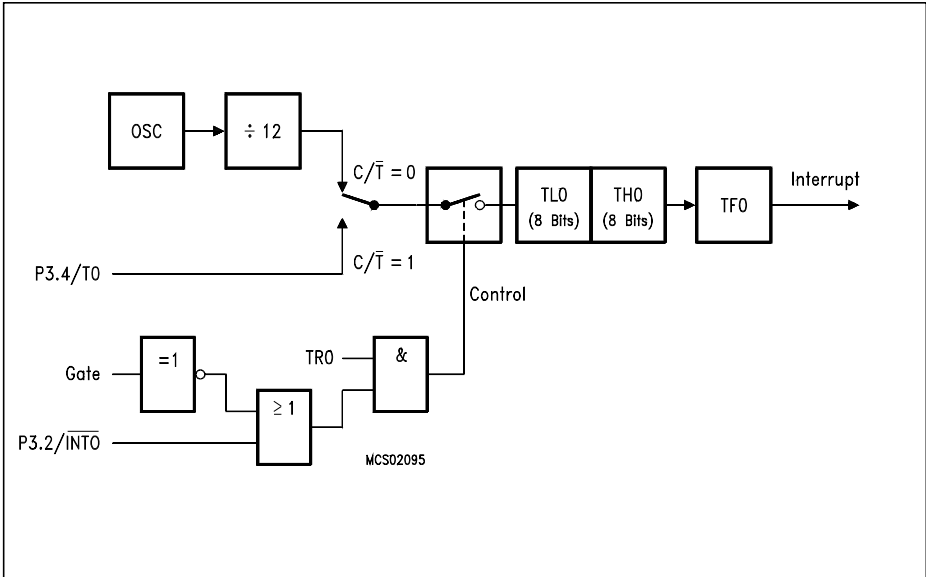 OSC
÷ 12
C/T̅ = 0
TL0
(8 Bits)
TH0
(8 Bits)
TF0
Interrupt
P3.4/T0
C/T̅ = 1
Control
Gate
=1
TR0
&
≥ 1
P3.2/I̅N̅T̅0̅
MCS02095